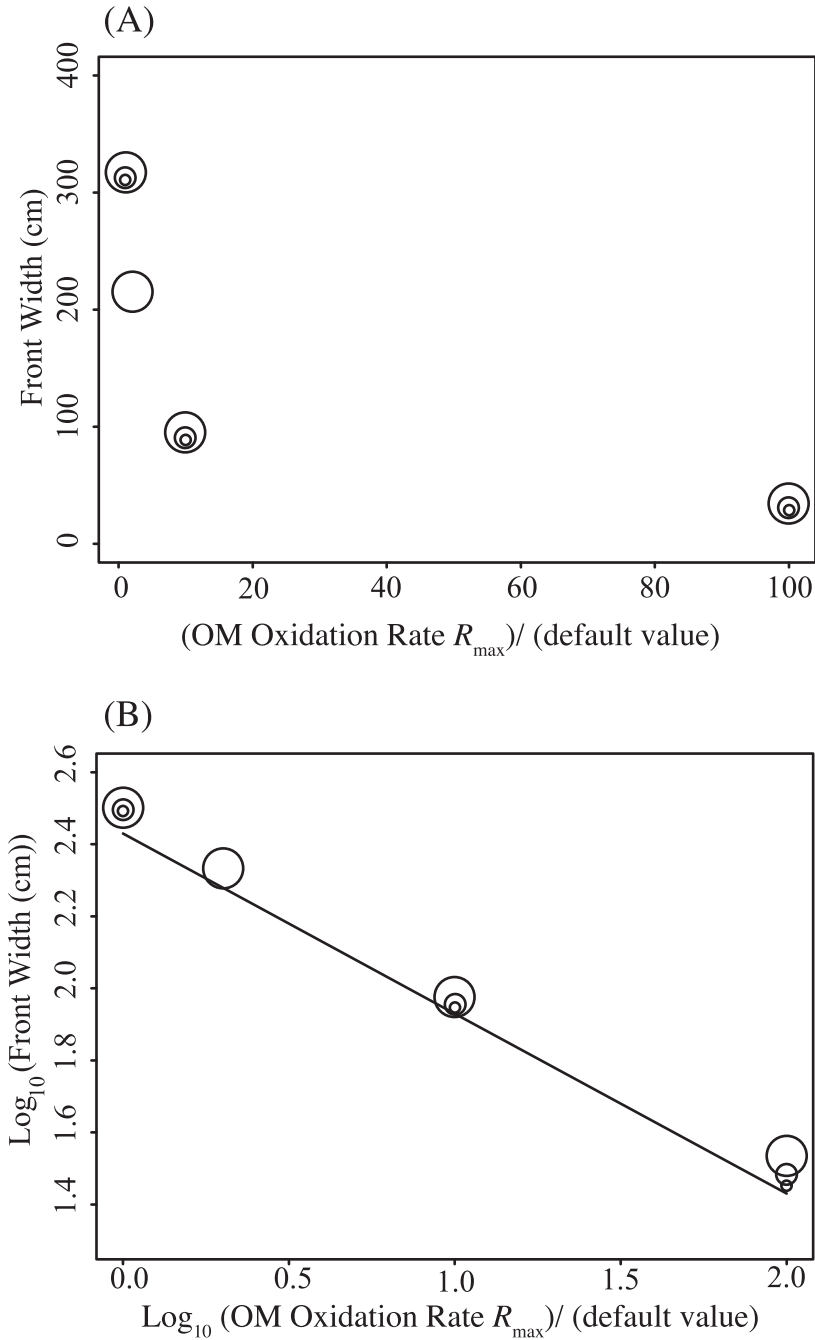 (A)
400
300
200
100
0
Front Width (cm)
0 20 40 60 80 100
(OM Oxidation Rate Rmax)/ (default value)
(B)
2.6
2.4
2.2
2.0
1.8
1.6
1.4
Log10 (Front Width (cm))
0.0 0.5 1.0 1.5 2.0
Log10 (OM Oxidation Rate Rmax)/ (default value)